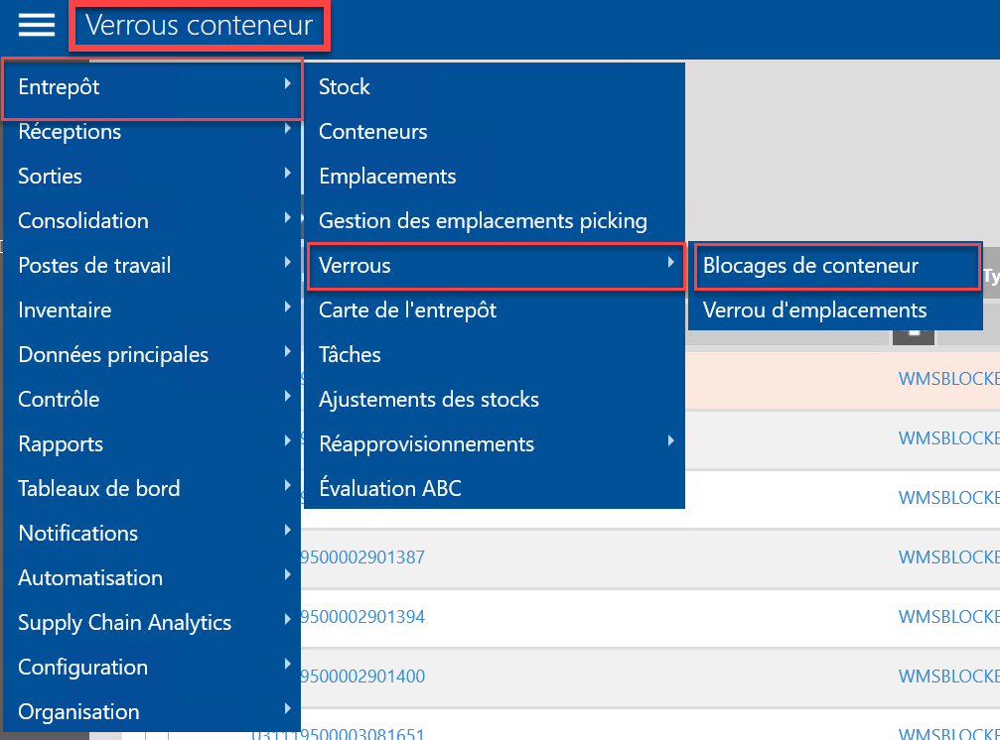 Verrous conteneur
Entrepôt
Réceptions
Sorties
Consolidation
Postes de travail
Inventaire
Données principales
Contrôle
Rapports
Tableaux de bord
Notifications
Automatisation
Supply Chain Analytics
Configuration
Organisation
Stock
Conteneurs
Emplacements
Gestion des emplacements picking
Verrous
Carte de l'entrepôt
Tâches
Ajustements des stocks
Réapprovisionnements
Évaluation ABC
Blocages de conteneur
Verrou d'emplacements
Ty
WMSBLOCKE
WMSBLOCKE
WMSBLOCKE
9500002901387 WMSBLOCKE
9500002901394 WMSBLOCKE
9500002901400 WMSBLOCKE
031119500003081651 WMSBLOCKE